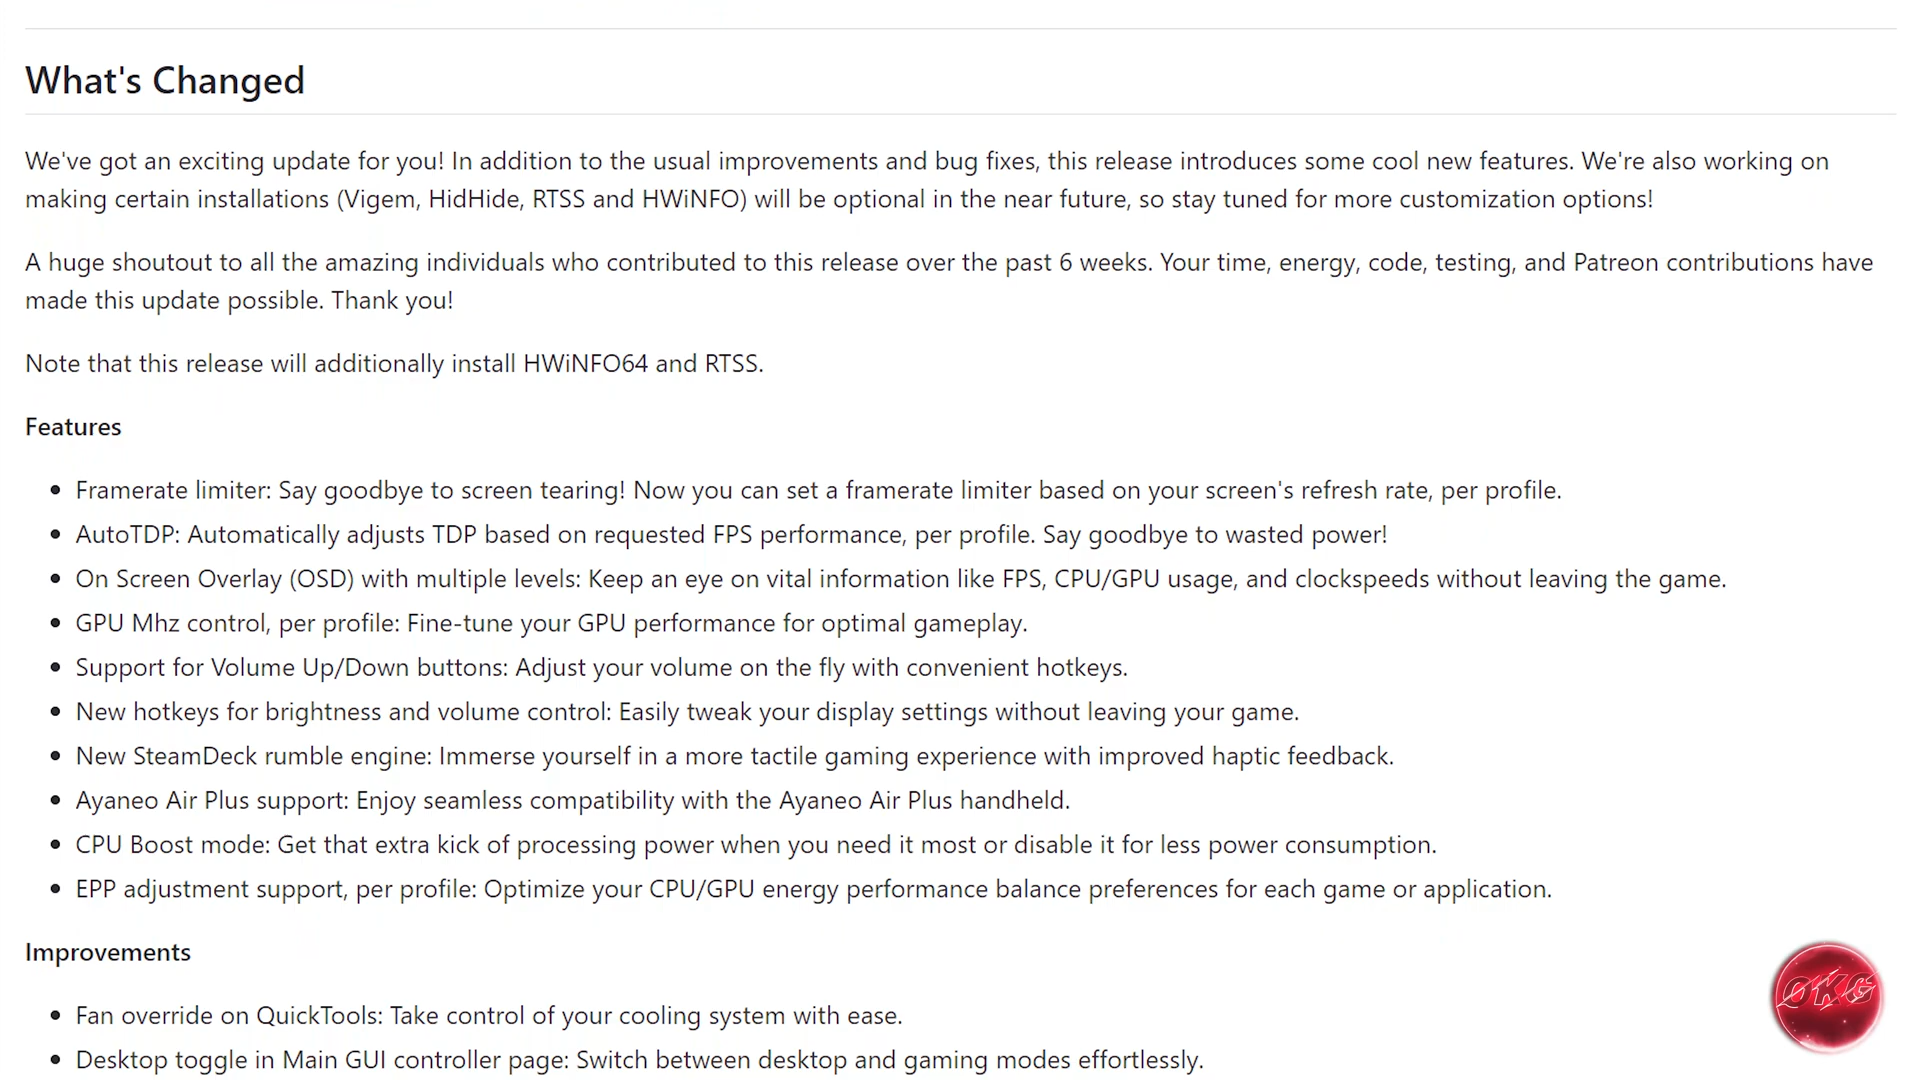 What's Changed
We've got an exciting update for you! In addition to the usual improvements and bug fixes, this release introduces some cool new features. We're also working on
making certain installations (Vigem, HidHide, RTSS and HWiNFO) will be optional in the near future, so stay tuned for more customization options!
A huge shoutout to all the amazing individuals who contributed to this release over the past 6 weeks. Your time, energy, code, testing, and Patreon contributions have
made this update possible. Thank you!
Note that this release will additionally install HWiNFO64 and RTSS.
Features
• Framerate limiter: Say goodbye to screen tearing! Now you can set a framerate limiter based on your screen's refresh rate, per profile.
• AutoTDP: Automatically adjusts TDP based on requested FPS performance, per profile. Say goodbye to wasted power!
• On Screen Overlay (OSD) with multiple levels: Keep an eye on vital information like FPS, CPU/GPU usage, and clockspeeds without leaving the game.
• GPU Mhz control, per profile: Fine-tune your GPU performance for optimal gameplay.
• Support for Volume Up/Down buttons: Adjust your volume on the fly with convenient hotkeys.
• New hotkeys for brightness and volume control: Easily tweak your display settings without leaving your game.
• New SteamDeck rumble engine: Immerse yourself in a more tactile gaming experience with improved haptic feedback.
• Ayaneo Air Plus support: Enjoy seamless compatibility with the Ayaneo Air Plus handheld.
• CPU Boost mode: Get that extra kick of processing power when you need it most or disable it for less power consumption.
• EPP adjustment support, per profile: Optimize your CPU/GPU energy performance balance preferences for each game or application.
Improvements
• Fan override on QuickTools: Take control of your cooling system with ease.
• Desktop toggle in Main GUI controller page: Switch between desktop and gaming modes effortlessly.
OKG